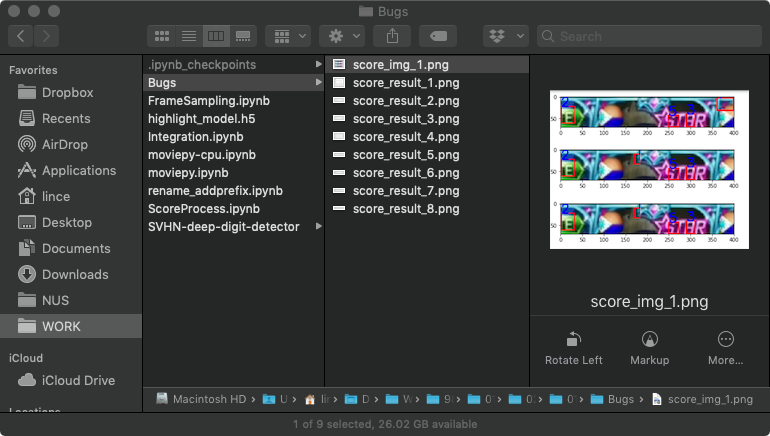 Bugs
Search
Favorites
Dropbox
Recents
AirDrop
Applications
lince
Desktop
Documents
Downloads
NUS
WORK
iCloud
iCloud Drive
Locations
.ipynb_checkpoints
Bugs
FrameSampling.ipynb
highlight_model.h5
Integration.ipynb
moviepy-cpu.ipynb
moviepy.ipynb
rename_addprefix.ipynb
ScoreProcess.ipynb
SVHN-deep-digit-detector
score_img_1.png
score_result_1.png
score_result_2.png
score_result_3.png
score_result_4.png
score_result_5.png
score_result_6.png
score_result_7.png
score_result_8.png
0
50
0 50 100 150 200 250 300 350 400
0
50
0 50 100 150 200 250 300 350 400
0
50
0 50 100 150 200 250 300 350 400
score_img_1.png
Rotate Left Markup More...
Macintosh HD U lin D W 9 0 0 0 Bugs score_img_1.png
1 of 9 selected, 26.02 GB available